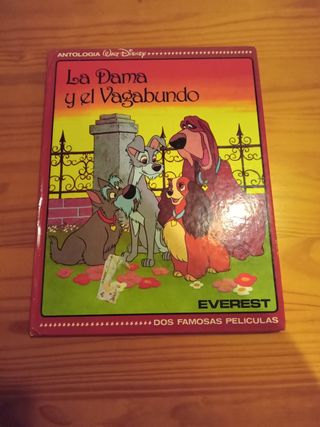 ANTOLOGIA Walt Disney
La Dama
y el Vagabundo
EVEREST
DOS FAMOSAS PELICULAS